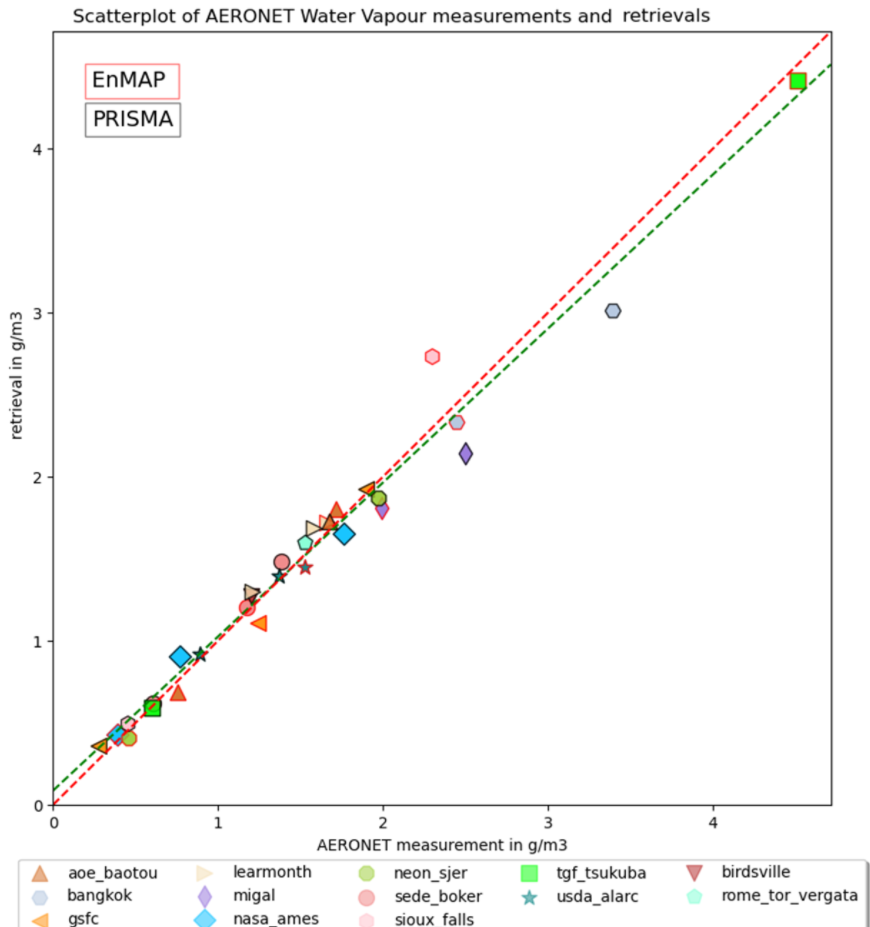 Scatterplot of AERONET Water Vapour measurements and retrievals
EnMAP
PRISMA
4
3
2
1
0
retrieval in g/m3
0 1 2 3 4
AERONET measurement in g/m3
aoe_baotou learmonth neon_sjer tgf_tsukuba birdsville
bangkok migal sede_boker usda_alarc rome_tor_vergata
gsfc nasa_ames sioux_falls